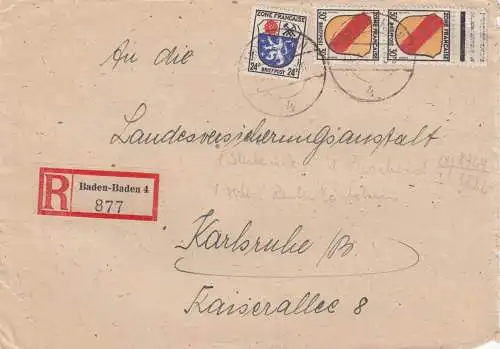 ZONE FRANÇAISE
24 BRIEFPOST 24
ZONE FRANÇAISE
30 BRIEFPOST
ZONE FRANÇAISE
30 BRIEFPOST
An die
Landesversicherungsanstalt
R Baden-Baden 4
877
Karlsruhe /B.
Kaiserallee 8